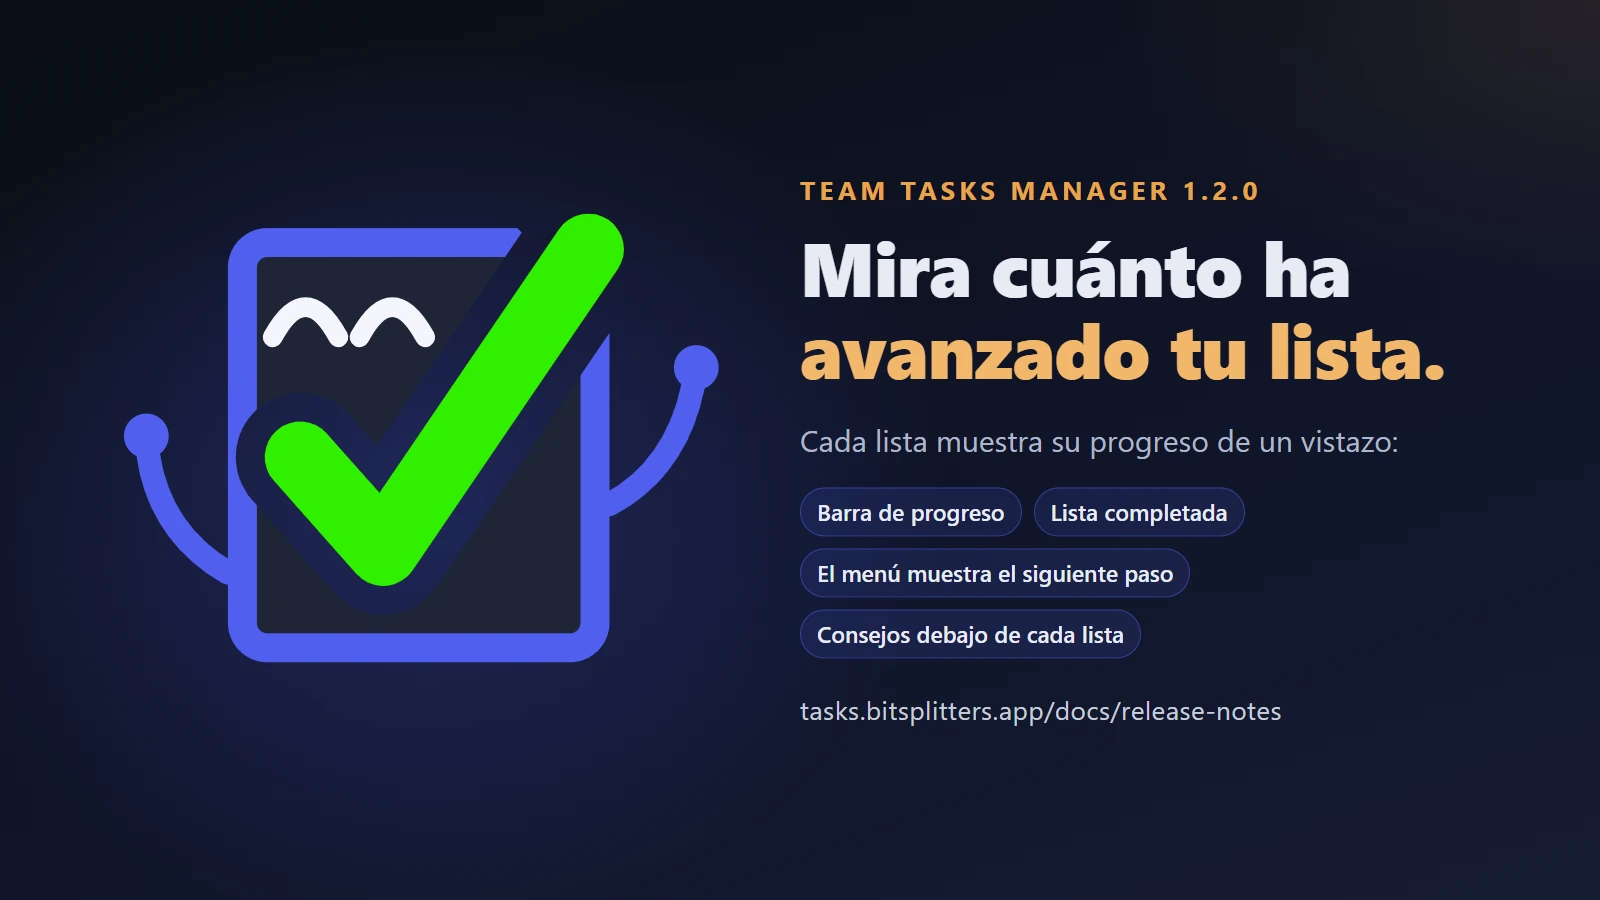 TEAM TASKS MANAGER 1.2.0
Mira cuánto ha
avanzado tu lista.
Cada lista muestra su progreso de un vistazo:
Barra de progreso
Lista completada
El menú muestra el siguiente paso
Consejos debajo de cada lista
tasks.bitsplitters.app/docs/release-notes